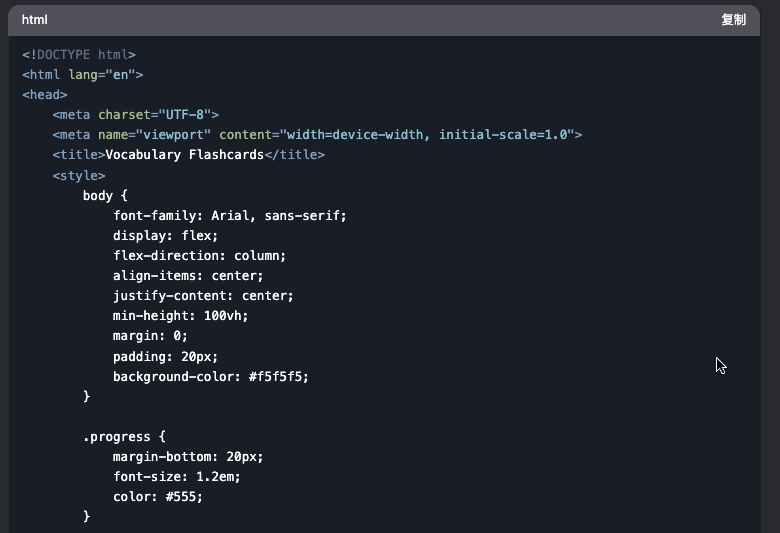 html
复制
<!DOCTYPE html>
<html lang="en">
<head>
    <meta charset="UTF-8">
    <meta name="viewport" content="width=device-width, initial-scale=1.0">
    <title>Vocabulary Flashcards</title>
    <style>
        body {
            font-family: Arial, sans-serif;
            display: flex;
            flex-direction: column;
            align-items: center;
            justify-content: center;
            min-height: 100vh;
            margin: 0;
            padding: 20px;
            background-color: #f5f5f5;
        }

        .progress {
            margin-bottom: 20px;
            font-size: 1.2em;
            color: #555;
        }